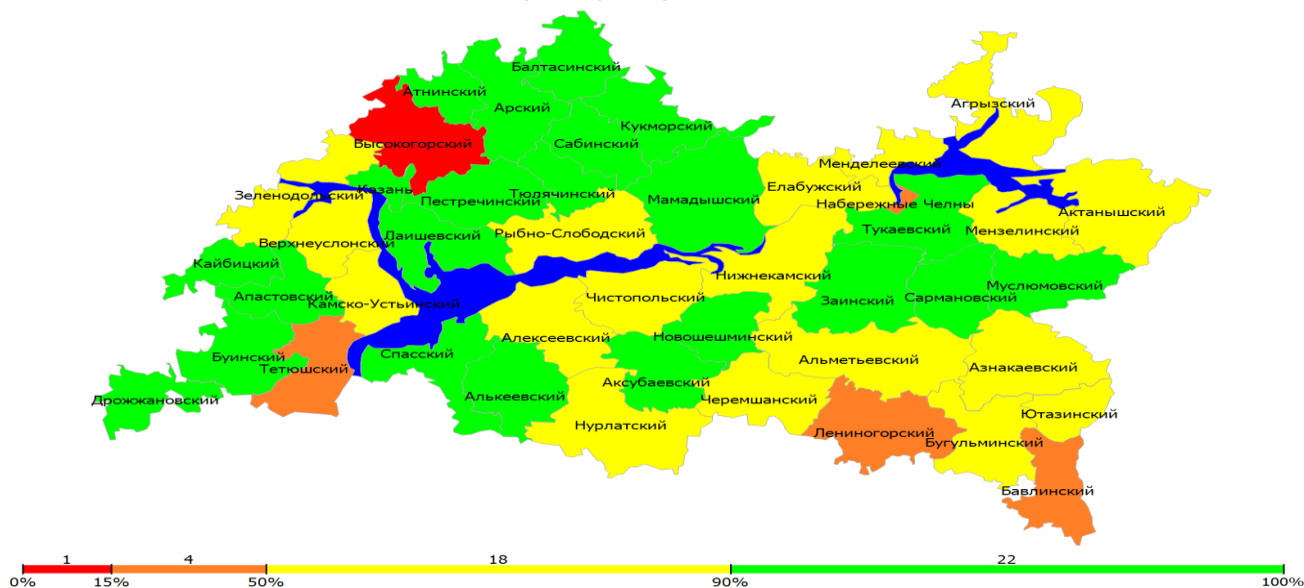 Балтасинский
Атнинский
Арский
Агрызский
Кукморский
Высокогорский
Сабинский
Менделеевский
Казань
Тюлячинский
Елабужский
Зеленодольский
Пестречинский
Мамадышский
Набережные Челны
Актанышский
Лаишевский
Рыбно-Слободский
Тукаевский
Мензелинский
Верхнеуслонский
Кайбицкий
Нижнекамский
Муслюмовский
Апастовский
Камско-Устьинский
Чистопольский
Заинский
Сармановский
Алексеевский
Новошешминский
Буинский
Спасский
Альметьевский
Тетюшский
Азнакаевский
Аксубаевский
Дрожжановский
Алькеевский
Черемшанский
Ютазинский
Нурлатский
Лениногорский
Бугульминский
Бавлинский
1 4 18 22
0% 15% 50% 90% 100%